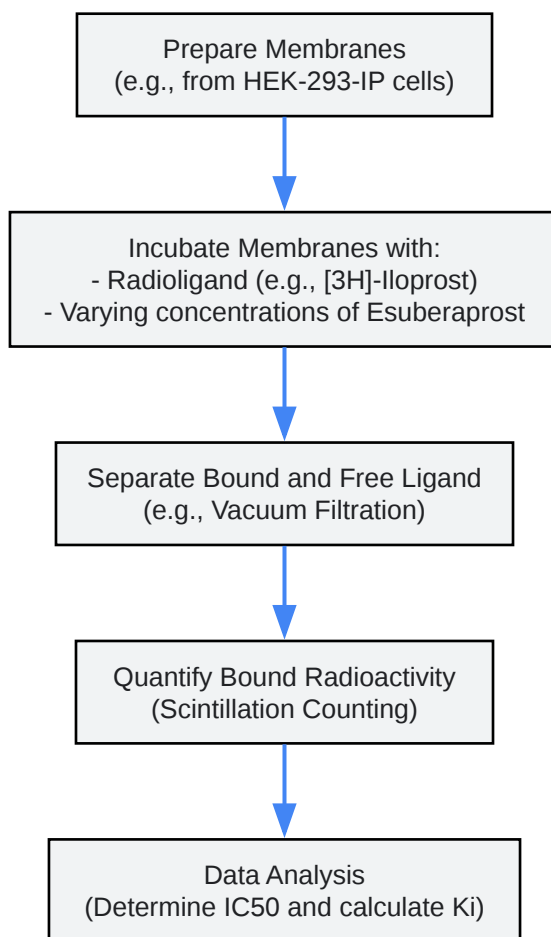 Prepare Membranes
(e.g., from HEK-293-IP cells)
Incubate Membranes with:
- Radioligand (e.g., [3H]-Iloprost)
- Varying concentrations of Esuberaprost
Separate Bound and Free Ligand
(e.g., Vacuum Filtration)
Quantify Bound Radioactivity
(Scintillation Counting)
Data Analysis
(Determine IC50 and calculate Ki)